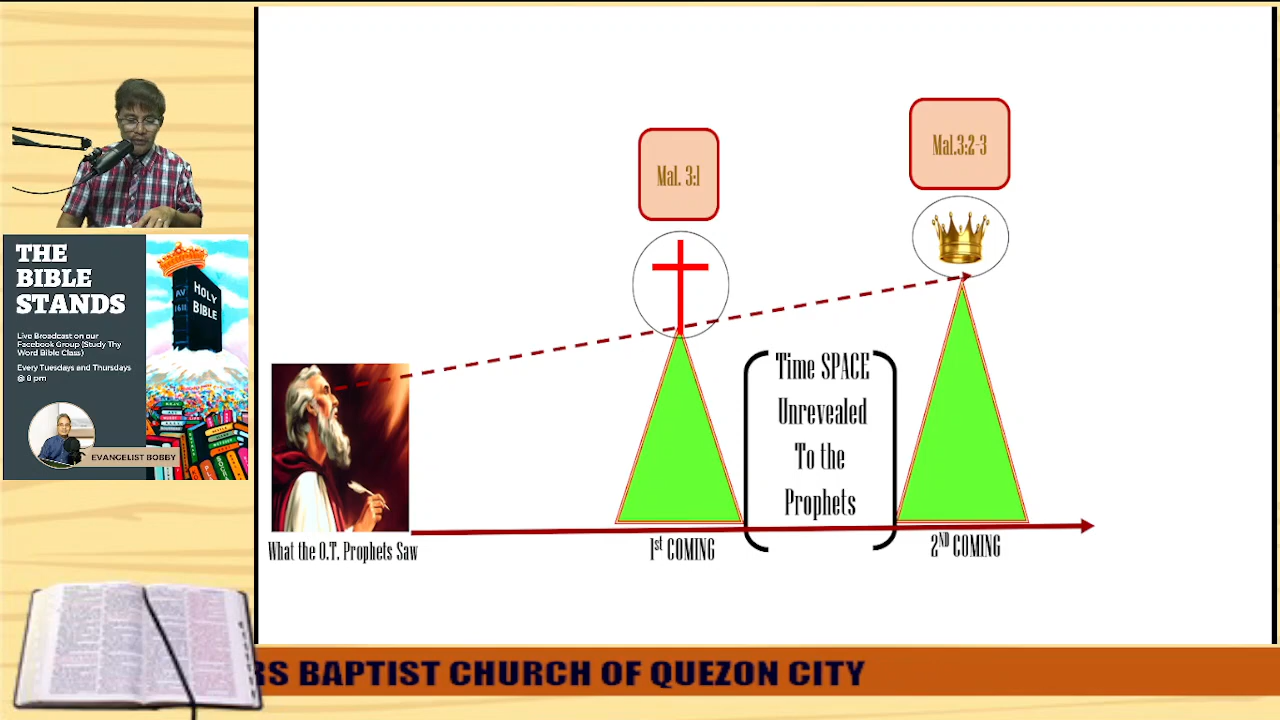 THE
BIBLE
STANDS
Live Broadcast on our
Facebook Group (Study Thy
Word Bible Class)
Every Tuesdays and Thursdays
@ 8 pm
EVANGELIST BOBBY
AV
1611
HOLY
BIBLE
Mal. 3:1
Mal.3:2-3
Time SPACE
Unrevealed
To the
Prophets
What the O.T. Prophets Saw
1st COMING
2ND COMING
RS BAPTIST CHURCH OF QUEZON CITY